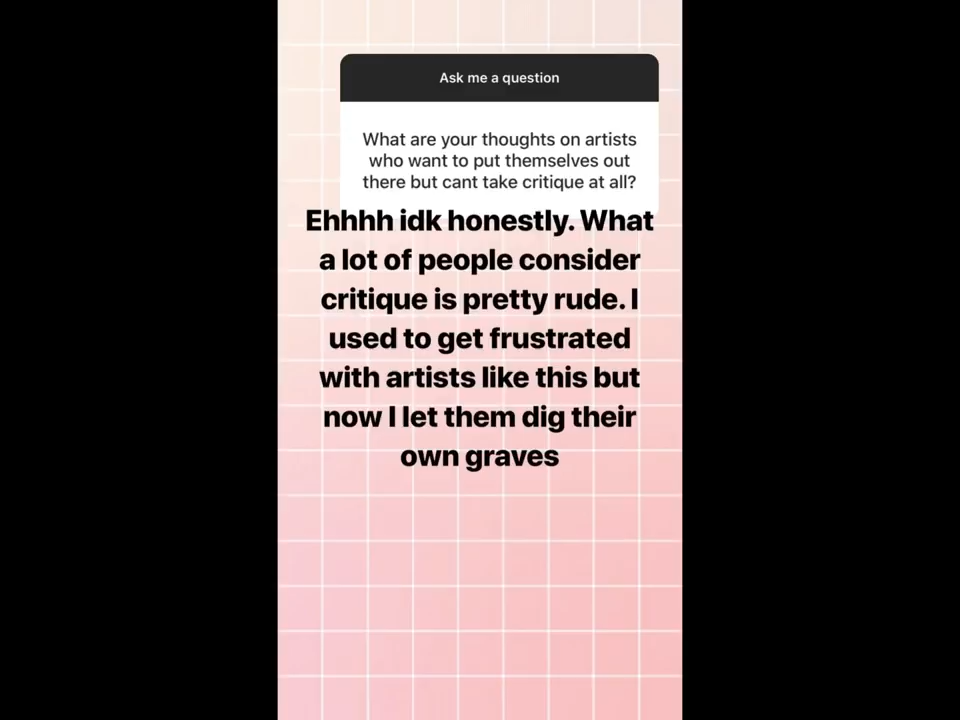 Ask me a question
What are your thoughts on artists
who want to put themselves out
there but cant take critique at all?
Ehhhh idk honestly. What
a lot of people consider
critique is pretty rude. I
used to get frustrated
with artists like this but
now I let them dig their
own graves